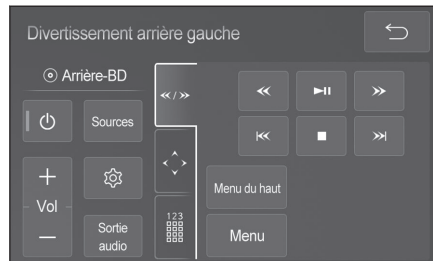 Divertissement arrière gauche
Arrière-BD
Sources
Vol
Sortie
audio
123
Menu du haut
Menu